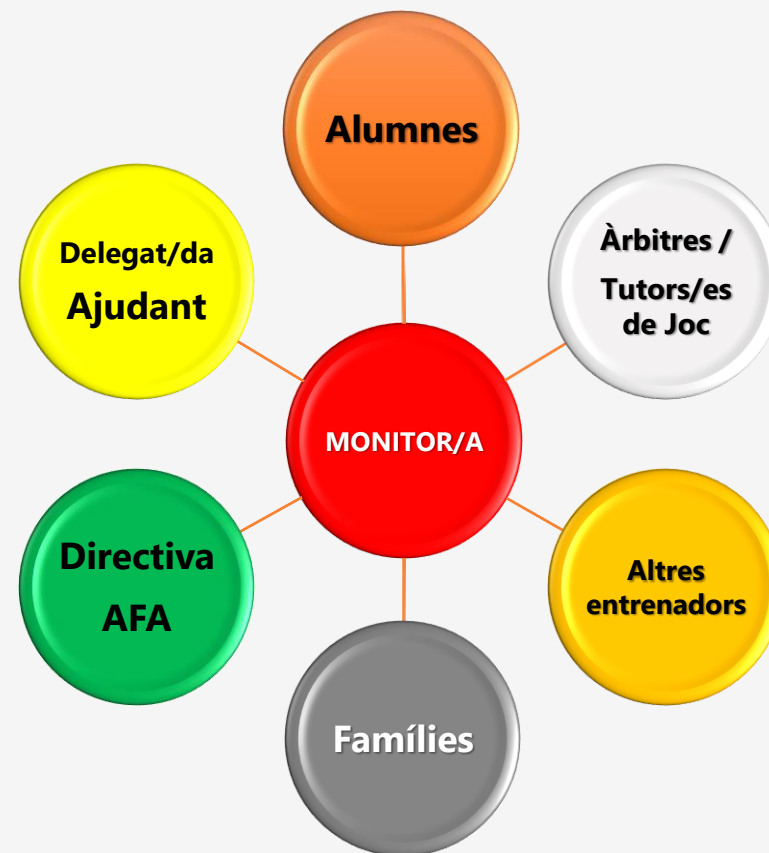 Alumnes
Delegat/da
Ajudant
Àrbitres /
Tutors/es
de Joc
MONITOR/A
Directiva
AFA
Altres
entrenadors
Famílies